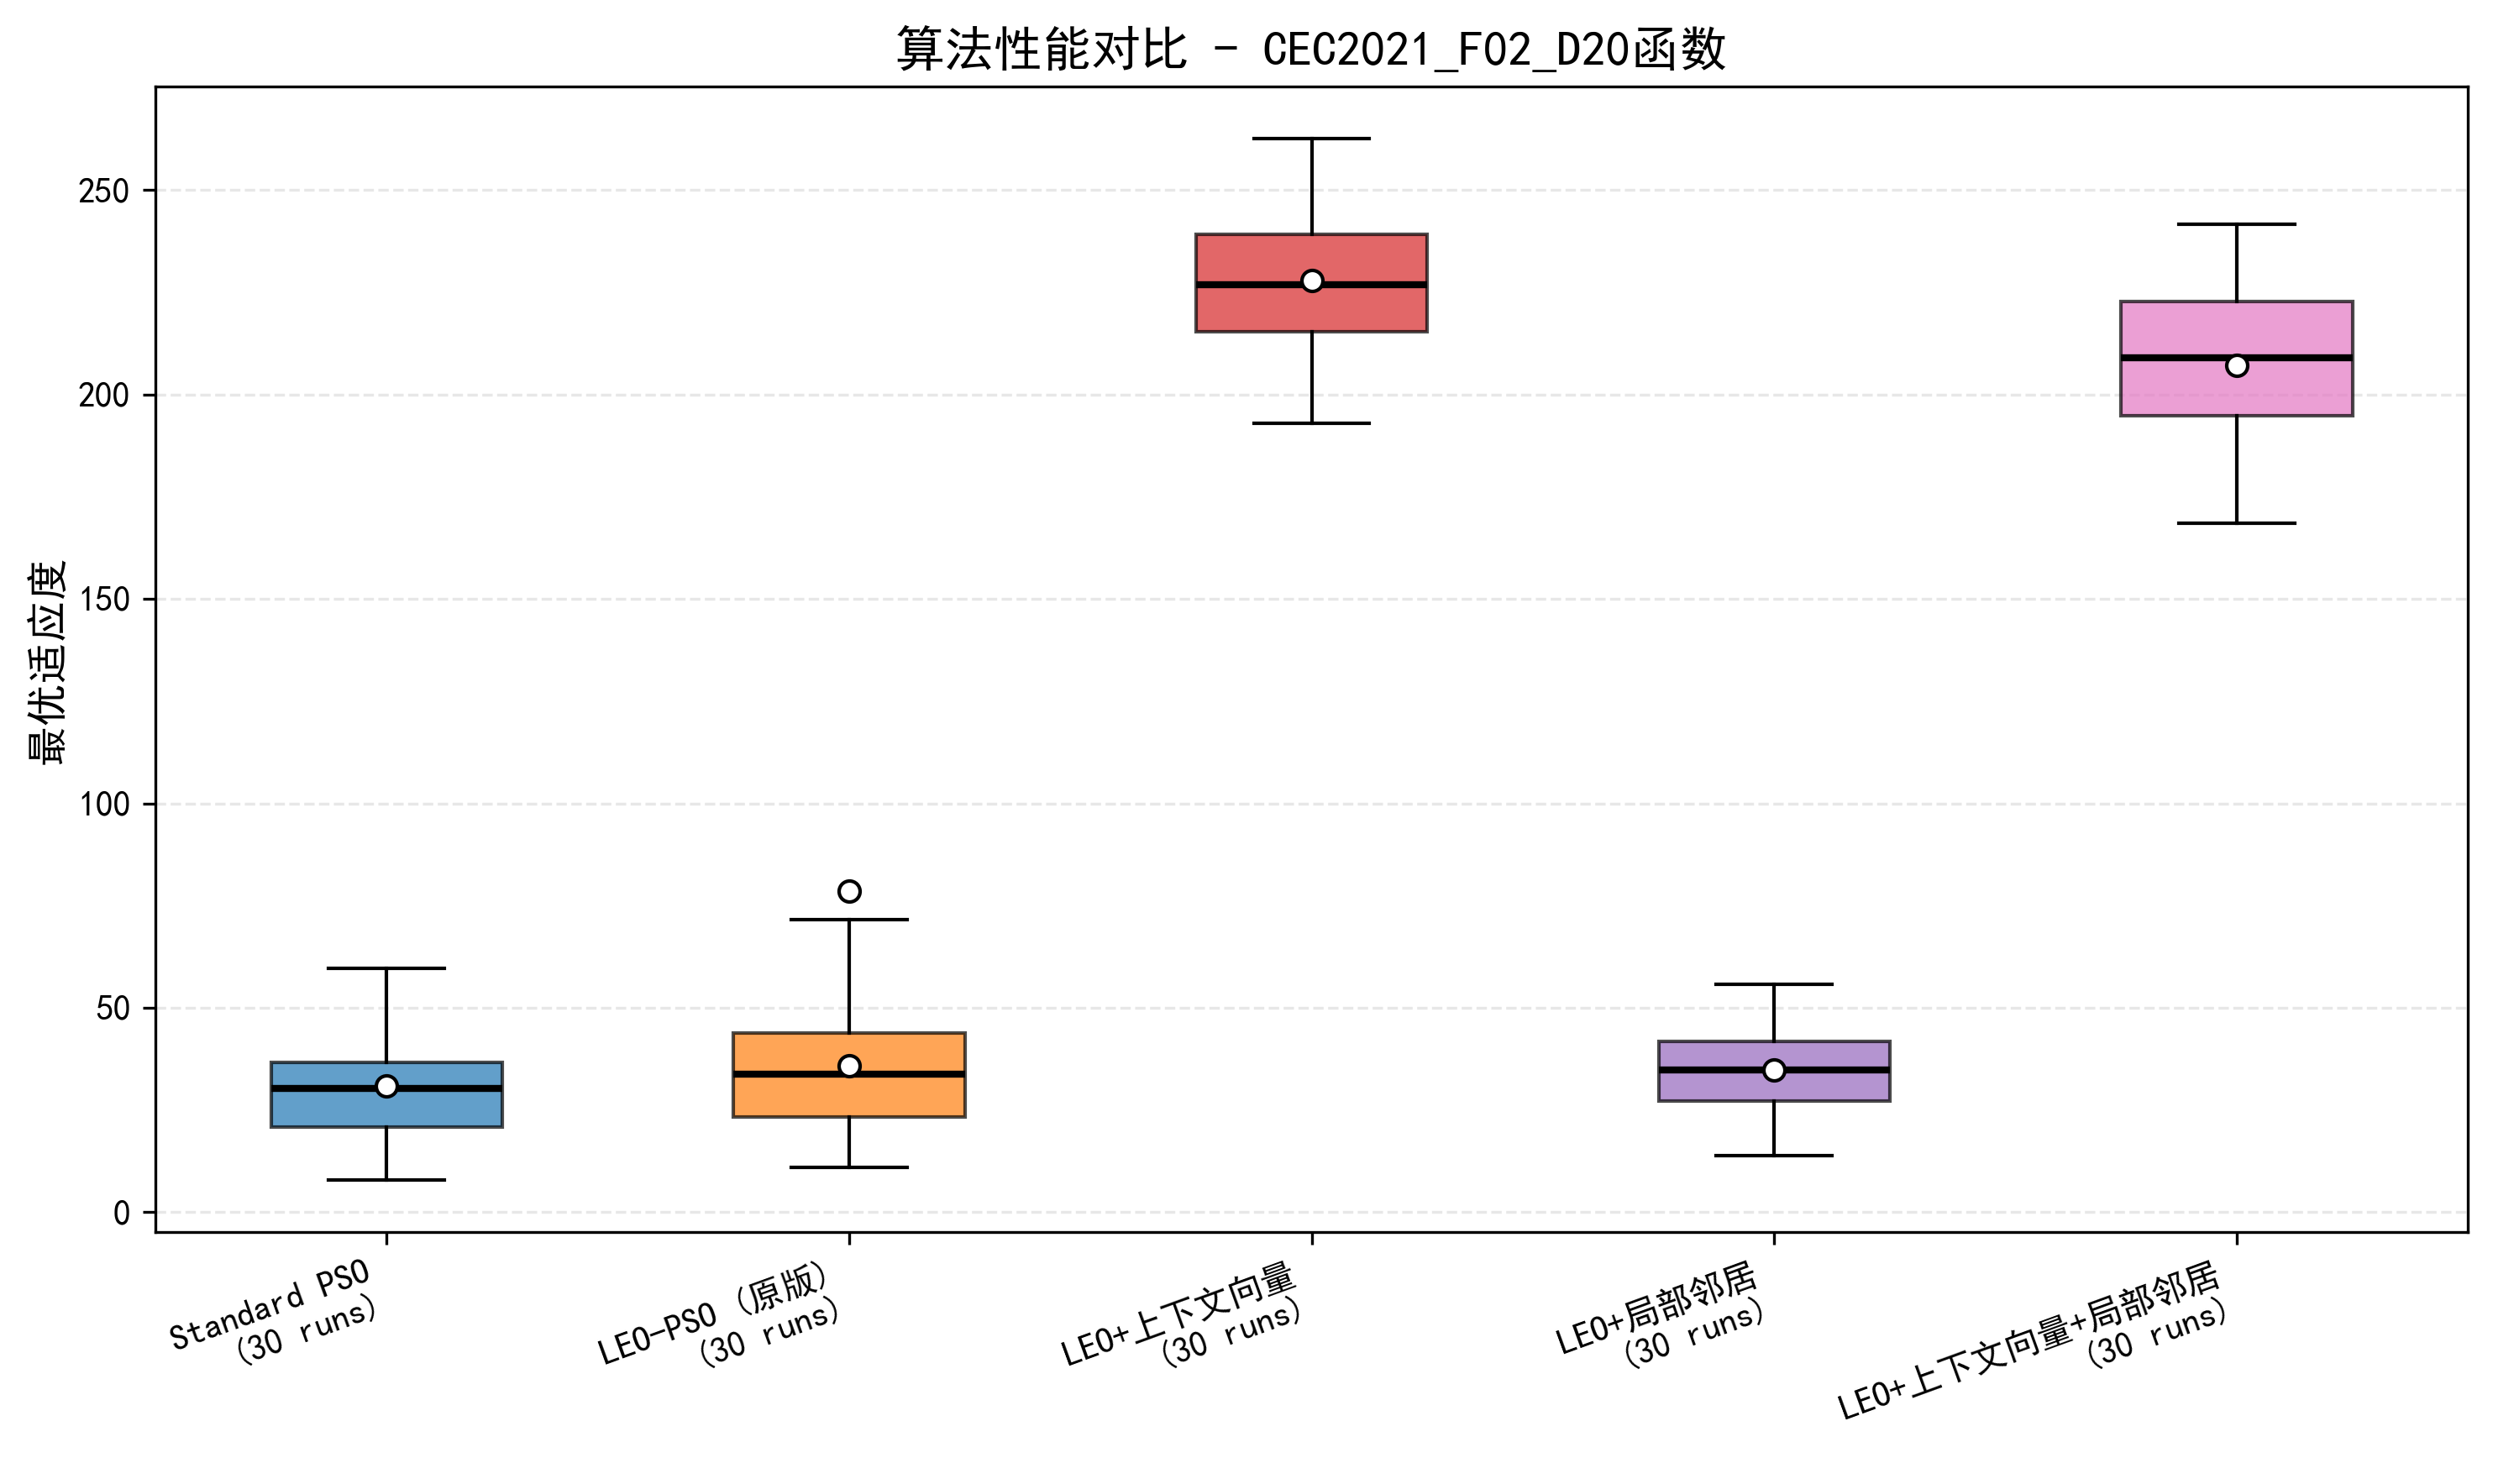 算法性能对比 - CEC2021_F02_D20函数
最优适应度
250
200
150
100
50
0
Standard PSO
(30 runs)
LEO-PSO (原版)
(30 runs)
LEO+上下文向量
(30 runs)
LEO+局部邻居
(30 runs)
LEO+上下文向量+局部邻居
(30 runs)